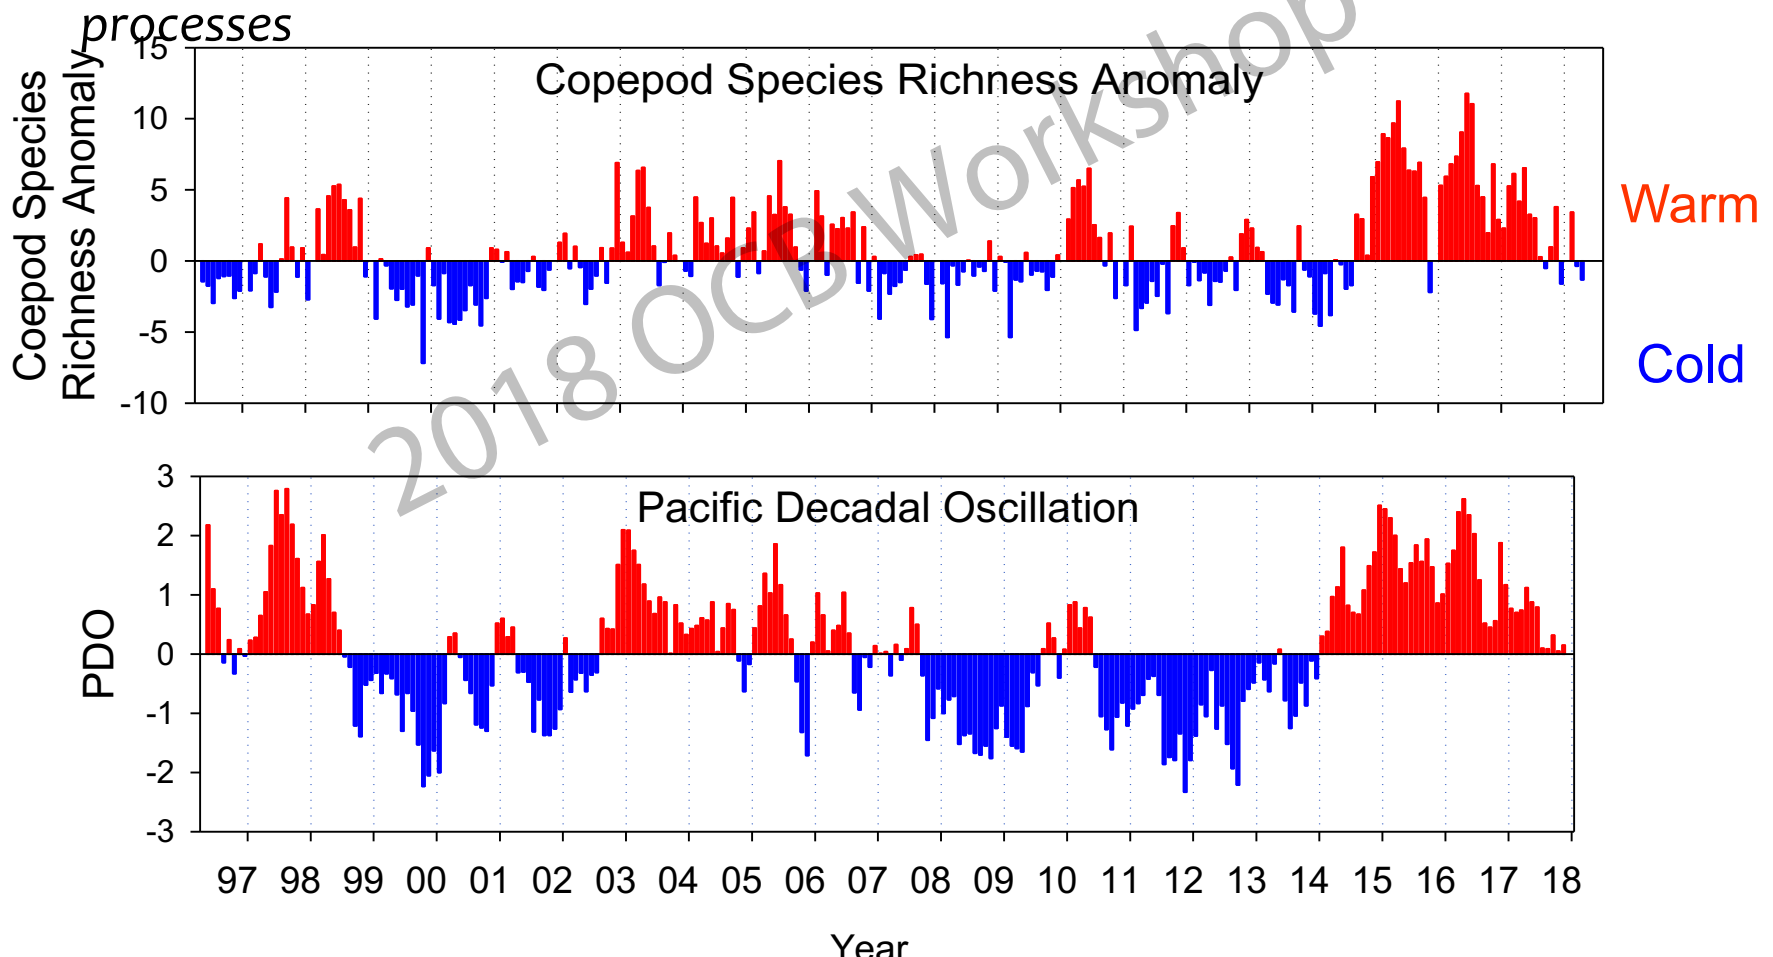 processes
Copepod Species Richness Anomaly
Coepod Species
Richness Anomaly
15
10
5
0
-5
-10
Warm
Cold
2018 OCB Workshop
Pacific Decadal Oscillation
PDO
3
2
1
0
-1
-2
-3
97 98 99 00 01 02 03 04 05 06 07 08 09 10 11 12 13 14 15 16 17 18
Year